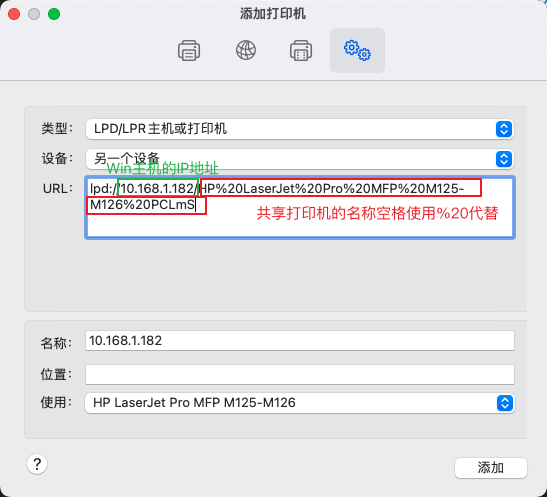 添加打印机
类型：
LPD/LPR主机或打印机
设备：
另一个设备
Win主机的IP地址
URL：
lpd://10.168.1.182/HP%20LaserJet%20Pro%20MFP%20M125-
M126%20PCLmS
共享打印机的名称空格使用%20代替
名称：
10.168.1.182
位置：
使用：
HP LaserJet Pro MFP M125-M126
?
添加